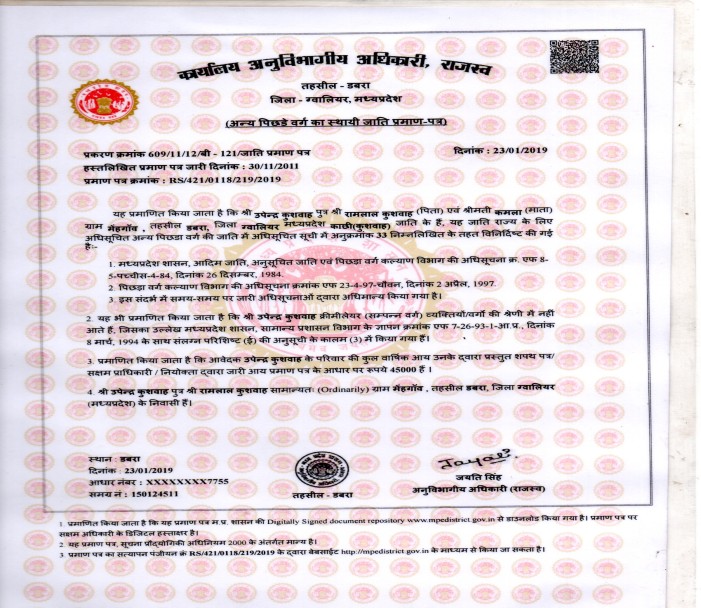 कार्यालय अनुविभागीय अधिकारी, राजस्व
तहसील - डबरा
जिला - ग्वालियर, मध्यप्रदेश
(अन्य पिछडे वर्ग का स्थायी जाति प्रमाण-पत्र)
प्रकरण क्रमांक 609/11/12/बी - 121/जाति प्रमाण पत्र
दिनांक : 23/01/2019
हस्तलिखित प्रमाण पत्र जारी दिनांक : 30/11/2011
प्रमाण पत्र क्रमांक : RS/421/0118/219/2019
यह प्रमाणित किया जाता है कि श्री उपेन्द्र कुशवाह पुत्र श्री रामलाल कुशवाह (पिता) एवं श्रीमती कमला (माता)
ग्राम मेंहगाँव , तहसील डबरा, जिला ग्वालियर मध्यप्रदेश काछी(कुशवाह) जाति के हैं, यह जाति राज्य के लिए
अधिसूचित अन्य पिछडा वर्ग की जाति में अधिसूचित सूची में अनुक्रमांक 33 निम्नलिखित के तहत विनिर्दिष्ट की गई
है:-
1. मध्यप्रदेश शासन, आदिम जाति, अनुसूचित जाति एवं पिछडा वर्ग कल्याण विभाग की अधिसूचना क्र. एफ 8-
5-पच्चीस-4-84, दिनांक 26 दिसम्बर, 1984.
2. पिछडा वर्ग कल्याण विभाग की अधिसूचना क्रमांक एफ 23-4-97-चौवन, दिनांक 2 अप्रैल, 1997.
3. इस संदर्भ में समय-समय पर जारी अधिसूचनाओं द्वारा अधिमान्य किया गया है।
2. यह भी प्रमाणित किया जाता है कि श्री उपेन्द्र कुशवाह क्रीमीलेयर (सम्पन्न वर्ग) व्यक्तियों/वर्गो की श्रेणी में नहीं
आते हैं, जिसका उल्लेख मध्यप्रदेश शासन, सामान्य प्रशासन विभाग के ज्ञापन क्रमांक एफ 7-26-93-1-आ.प्र., दिनांक
8 मार्च, 1994 के साथ संलग्न परिशिष्ट (ई) की अनुसूची के कालम (3) में किया गया हैं।
3. प्रमाणित किया जाता है कि आवेदक उपेन्द्र कुशवाह के परिवार की कुल वार्षिक आय उनके द्वारा प्रस्तुत शपथ पत्र/
सक्षम प्राधिकारी / नियोक्ता द्वारा जारी आय प्रमाण पत्र के आधार पर रूपये 45000 हैं ।
4. श्री उपेन्द्र कुशवाह पुत्र श्री रामलाल कुशवाह सामान्यतः (Ordinarily) ग्राम मेंहगाँव , तहसील डबरा, जिला ग्वालियर
(मध्यप्रदेश) के निवासी हैं।
स्थान : डबरा
दिनांक : 23/01/2019
आधार नंबर : XXXXXXXX7755
समग्र नं : 150124511
तहसील - डबरा
जयति सिंह
अनुविभागीय अधिकारी (राजस्व)
1. प्रमाणित किया जाता है कि यह प्रमाण पत्र म.प्र. शासन की Digitally Signed document repository www.mpedistrict.gov.in से डाउनलोड किया गया है। प्रमाण पत्र पर
सक्षम अधिकारी के डिजिटल हस्ताक्षर है।
2. यह प्रमाण पत्र, सूचना प्रौद्योगिकी अधिनियम 2000 के अंतर्गत मान्य है।
3. प्रमाण पत्र का सत्यापन पंजीयन क्रं RS/421/0118/219/2019 के द्वारा बेबसाईट http://mpedistrict.gov.in के माध्यम से किया जा सकता है।